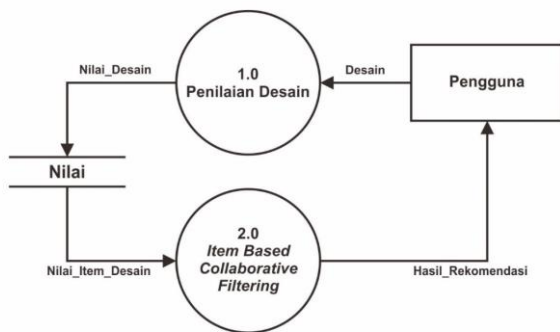 Nilai_Desain
1.0
Penilaian Desain
Desain
Pengguna
Nilai
Nilai_Item_Desain
2.0
Item Based
Collaborative
Filtering
Hasil_Rekomendasi